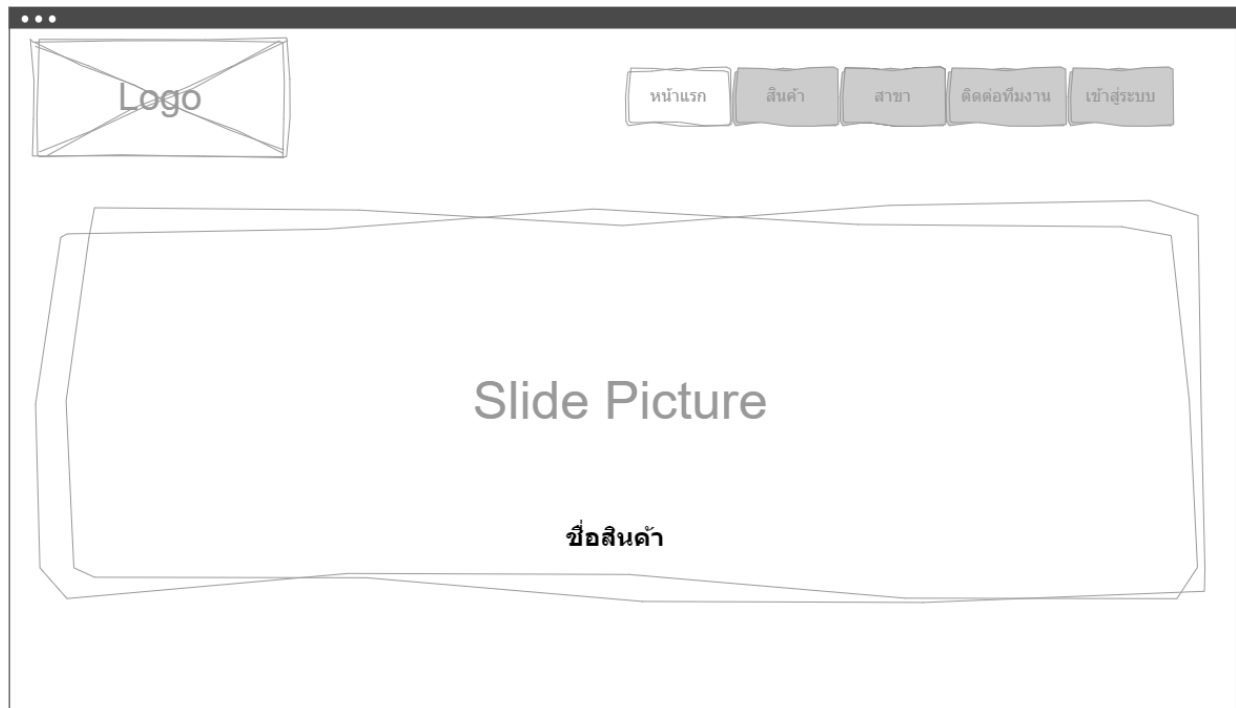 Logo
หน้าแรก
สินค้า
สาขา
ติดต่อทีมงาน
เข้าสู่ระบบ
Slide Picture
ชื่อสินค้า